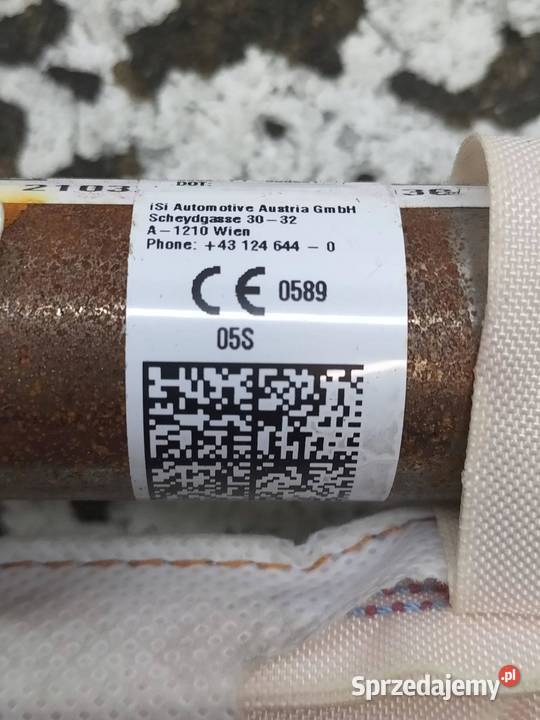 2103
DOT:
iSi Automotive Austria GmbH
Scheydgasse 30-32
A-1210 Wien
Phone: +43 124 644 - 0
CE 0589
05S
Sprzedajemy.pl